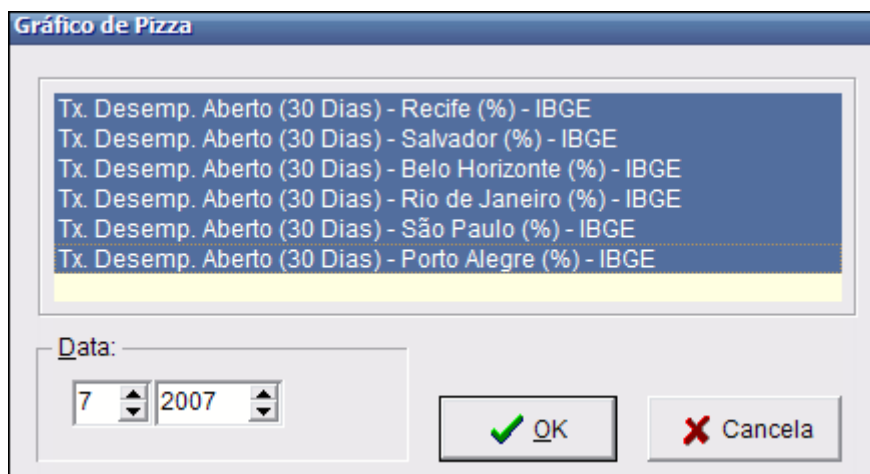 Gráfico de Pizza
Tx. Desemp. Aberto (30 Dias) - Recife (%) - IBGE
Tx. Desemp. Aberto (30 Dias) - Salvador (%) - IBGE
Tx. Desemp. Aberto (30 Dias) - Belo Horizonte (%) - IBGE
Tx. Desemp. Aberto (30 Dias) - Rio de Janeiro (%) - IBGE
Tx. Desemp. Aberto (30 Dias) - São Paulo (%) - IBGE
Tx. Desemp. Aberto (30 Dias) - Porto Alegre (%) - IBGE
Data:
7 2007
OK
Cancela